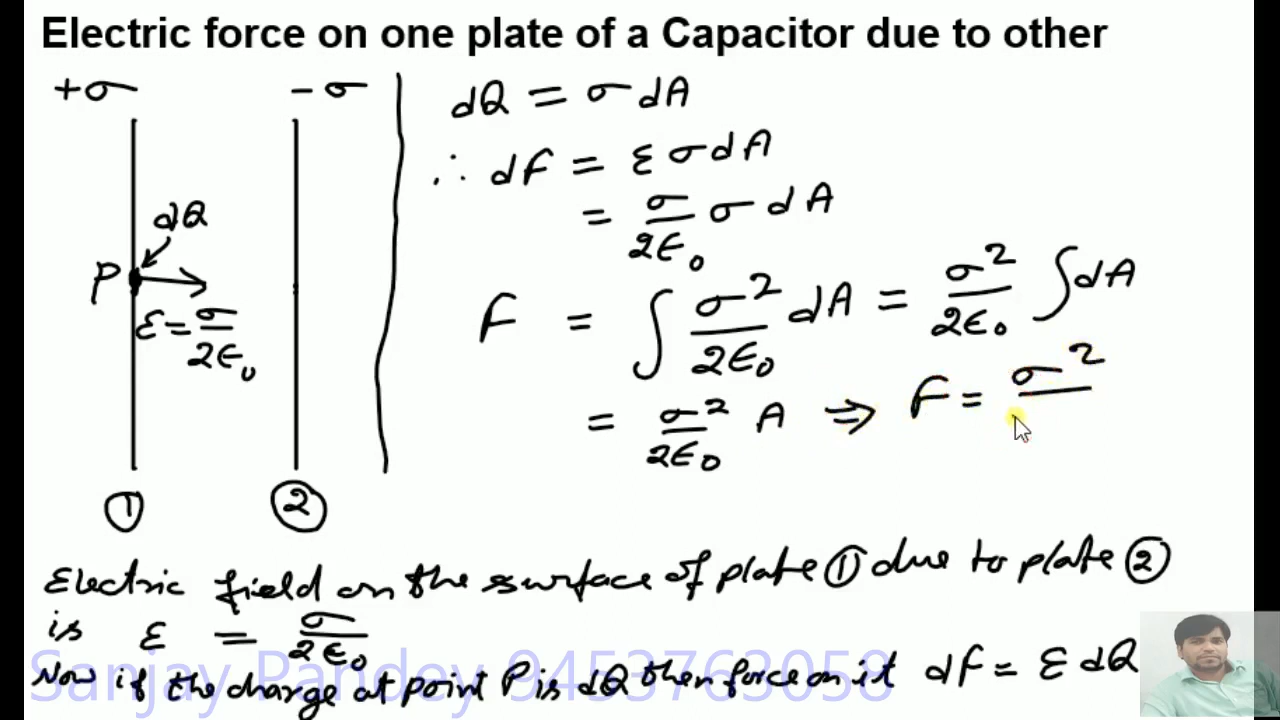 Electric force on one plate of a Capacitor due to other
+σ
- σ
dQ
P
Ɛ = σ/2ϵ₀
①
②
dQ = σ dA
∴ dF = Ɛ σ dA
= σ/2ϵ₀ σ dA
F = ∫ σ²/2ϵ₀ dA = σ²/2ϵ₀ ∫dA
= σ²/2ϵ₀ A ⇒ F = σ²
Electric field on the surface of plate ① due to plate ②
is Ɛ = σ/2ϵ₀
Now if the charge at point P is dQ then force on it dF = Ɛ dQ
Sanjay Pandey 9453763058